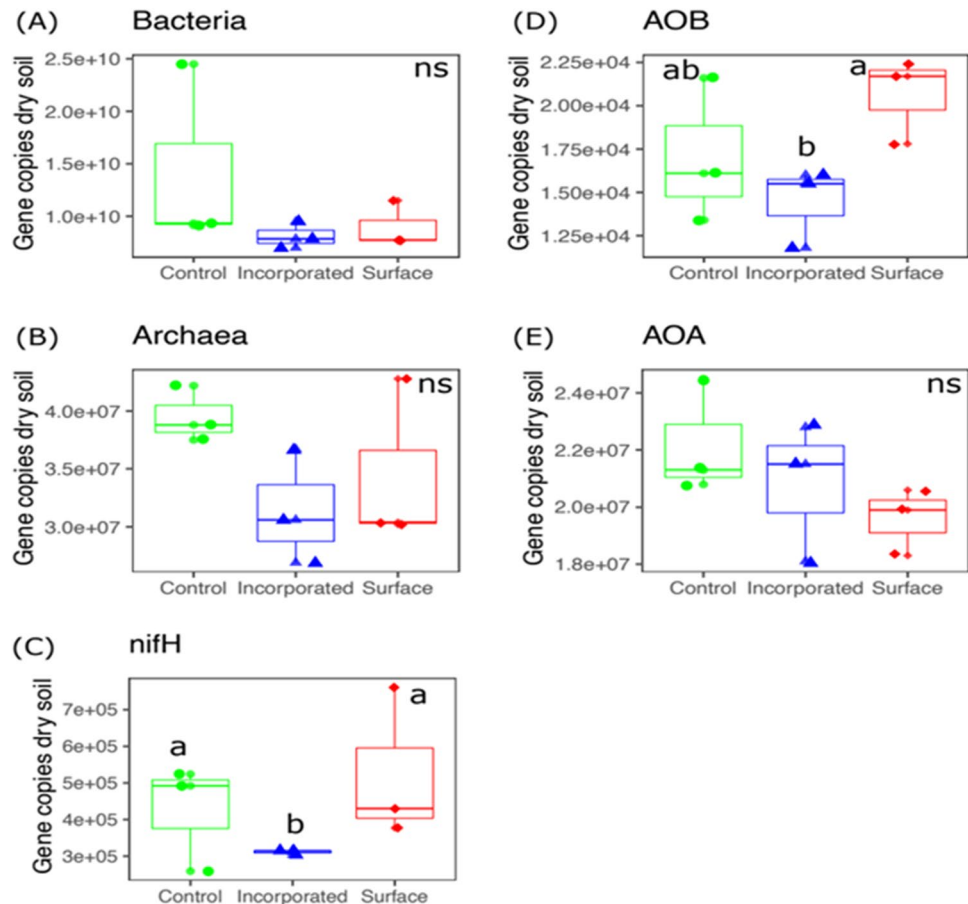 (A) Bacteria
Gene copies dry soil
2.5e+10
2.0e+10
1.5e+10
1.0e+10
ns
Control Incorporated Surface
(B) Archaea
Gene copies dry soil
4.0e+07
3.5e+07
3.0e+07
ns
Control Incorporated Surface
(C) nifH
Gene copies dry soil
7e+05
6e+05
5e+05
4e+05
3e+05
a
b
a
Control Incorporated Surface
(D) AOB
Gene copies dry soil
2.25e+04
2.00e+04
1.75e+04
1.50e+04
1.25e+04
ab
b
a
Control Incorporated Surface
(E) AOA
Gene copies dry soil
2.4e+07
2.2e+07
2.0e+07
1.8e+07
ns
Control Incorporated Surface